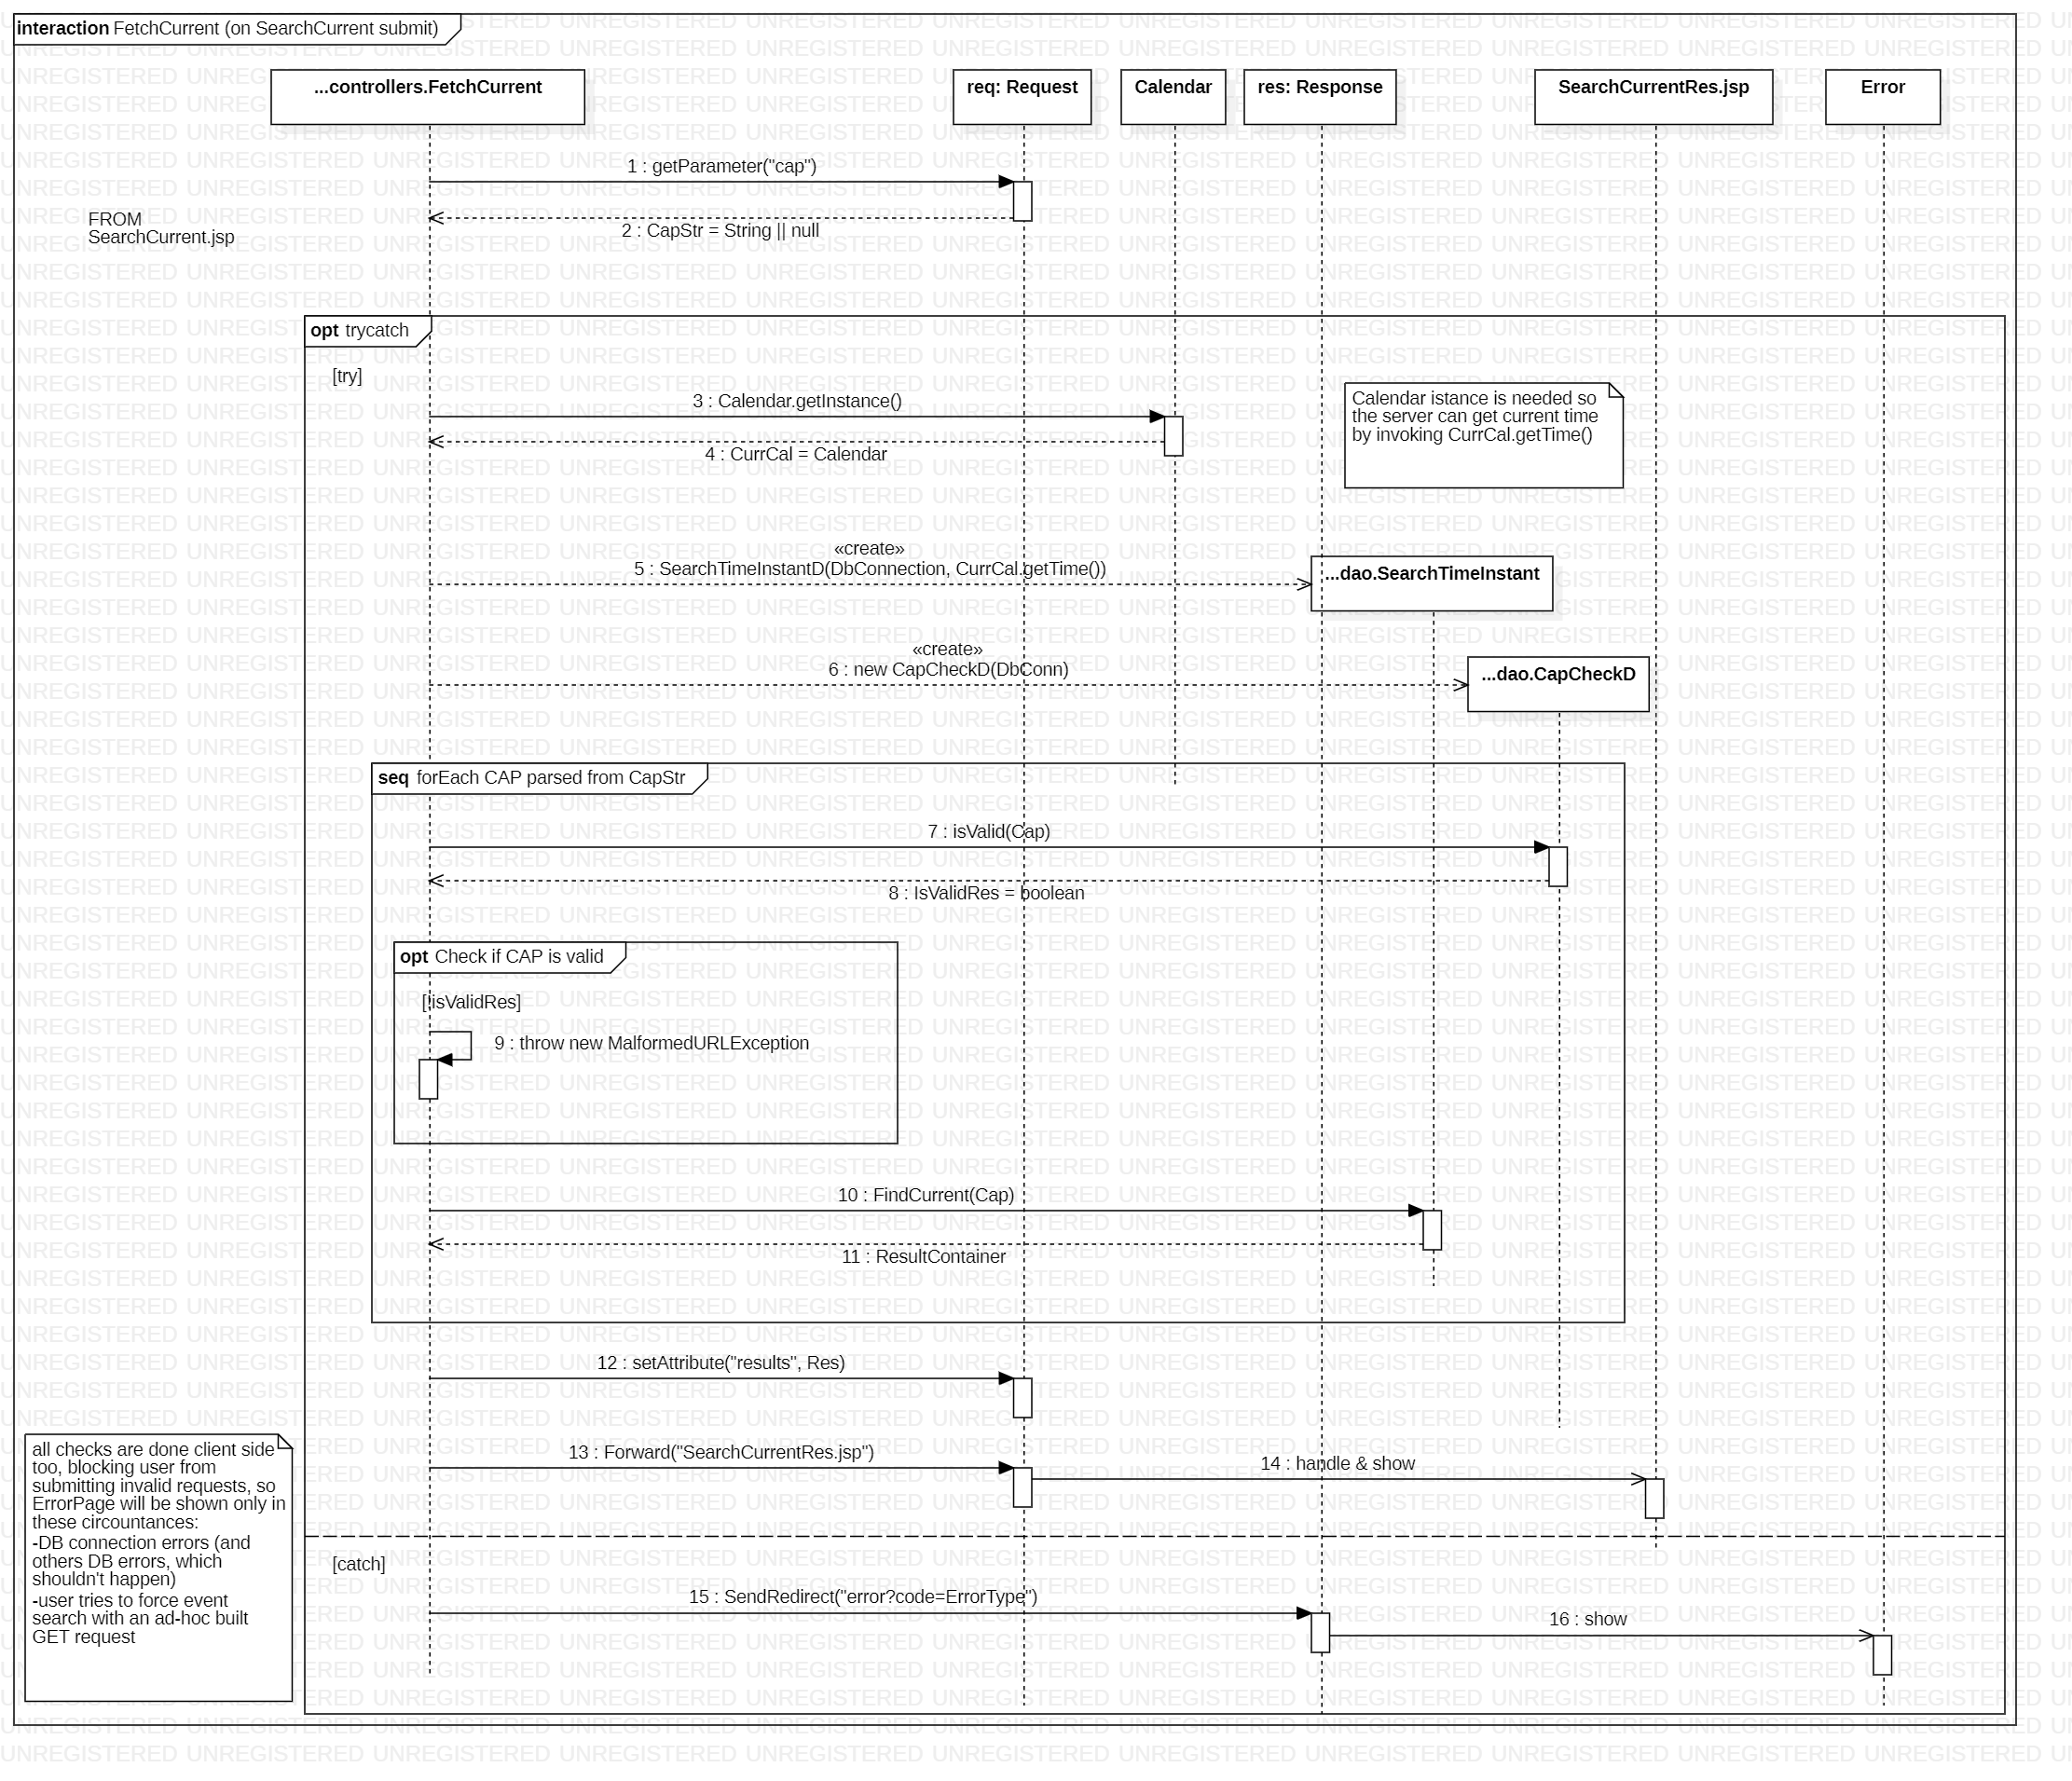 interaction FetchCurrent (on SearchCurrent submit)
...controllers.FetchCurrent
req: Request
Calendar
res: Response
SearchCurrentRes.jsp
Error
1 : getParameter("cap")
FROM
SearchCurrent.jsp
2 : CapStr = String || null
opt trycatch
[try]
3 : Calendar.getInstance()
4 : CurrCal = Calendar
Calendar istance is needed so
the server can get current time
by invoking CurrCal.getTime()
«create»
5 : SearchTimeInstantD(DbConnection, CurrCal.getTime())
...dao.SearchTimeInstant
«create»
6 : new CapCheckD(DbConn)
...dao.CapCheckD
seq forEach CAP parsed from CapStr
7 : isValid(Cap)
8 : IsValidRes = boolean
opt Check if CAP is valid
[!isValidRes]
9 : throw new MalformedURLException
10 : FindCurrent(Cap)
11 : ResultContainer
12 : setAttribute("results", Res)
13 : Forward("SearchCurrentRes.jsp")
14 : handle & show
all checks are done client side
too, blocking user from
submitting invalid requests, so
ErrorPage will be shown only in
these circountances:
-DB connection errors (and
others DB errors, which
shouldn't happen)
-user tries to force event
search with an ad-hoc built
GET request
[catch]
15 : SendRedirect("error?code=ErrorType")
16 : show
UNREGISTERED